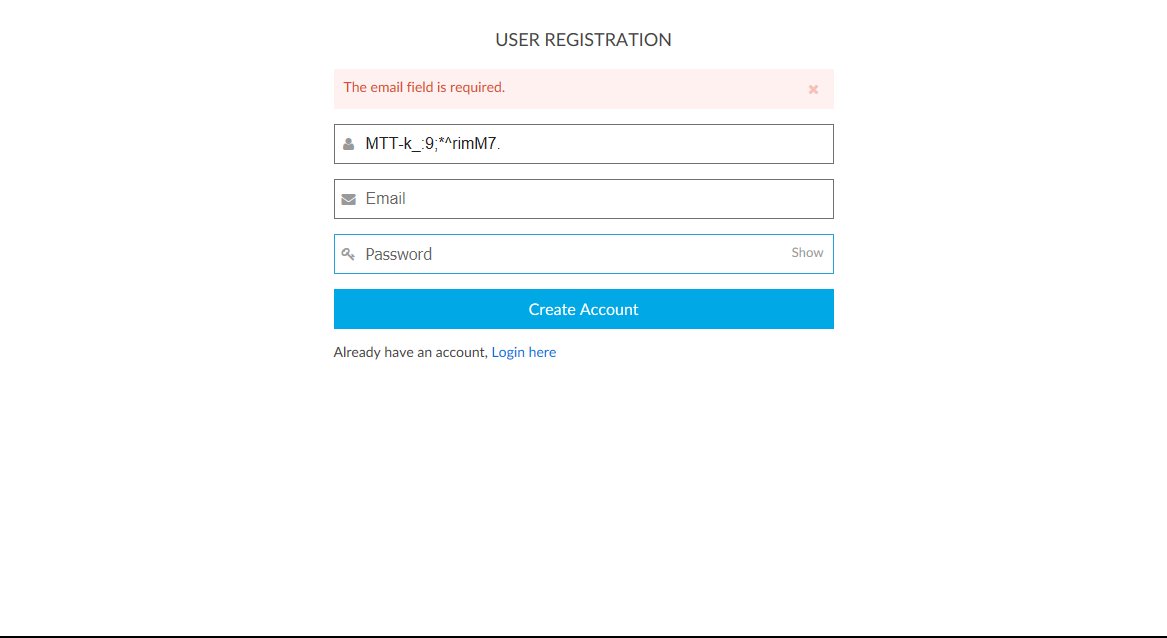 USER REGISTRATION
The email field is required.
MTT-k_:9;*^rimM7.
Email
Password Show
Create Account
Already have an account, Login here